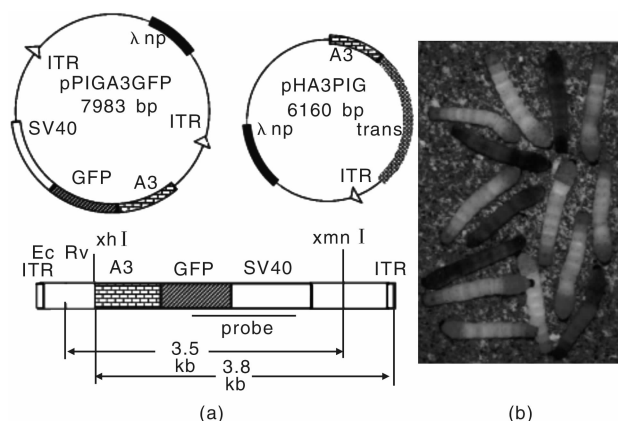 λ np
ITR
pPIGA3GFP
7983 bp
ITR
SV40
GFP
A3
A3
pHA3PIG
6160 bp
λ np
trans
ITR
xh I
xmn I
Ec Rv
ITR
A3
GFP
SV40
ITR
probe
3.5
kb
3.8
kb
(a)
(b)